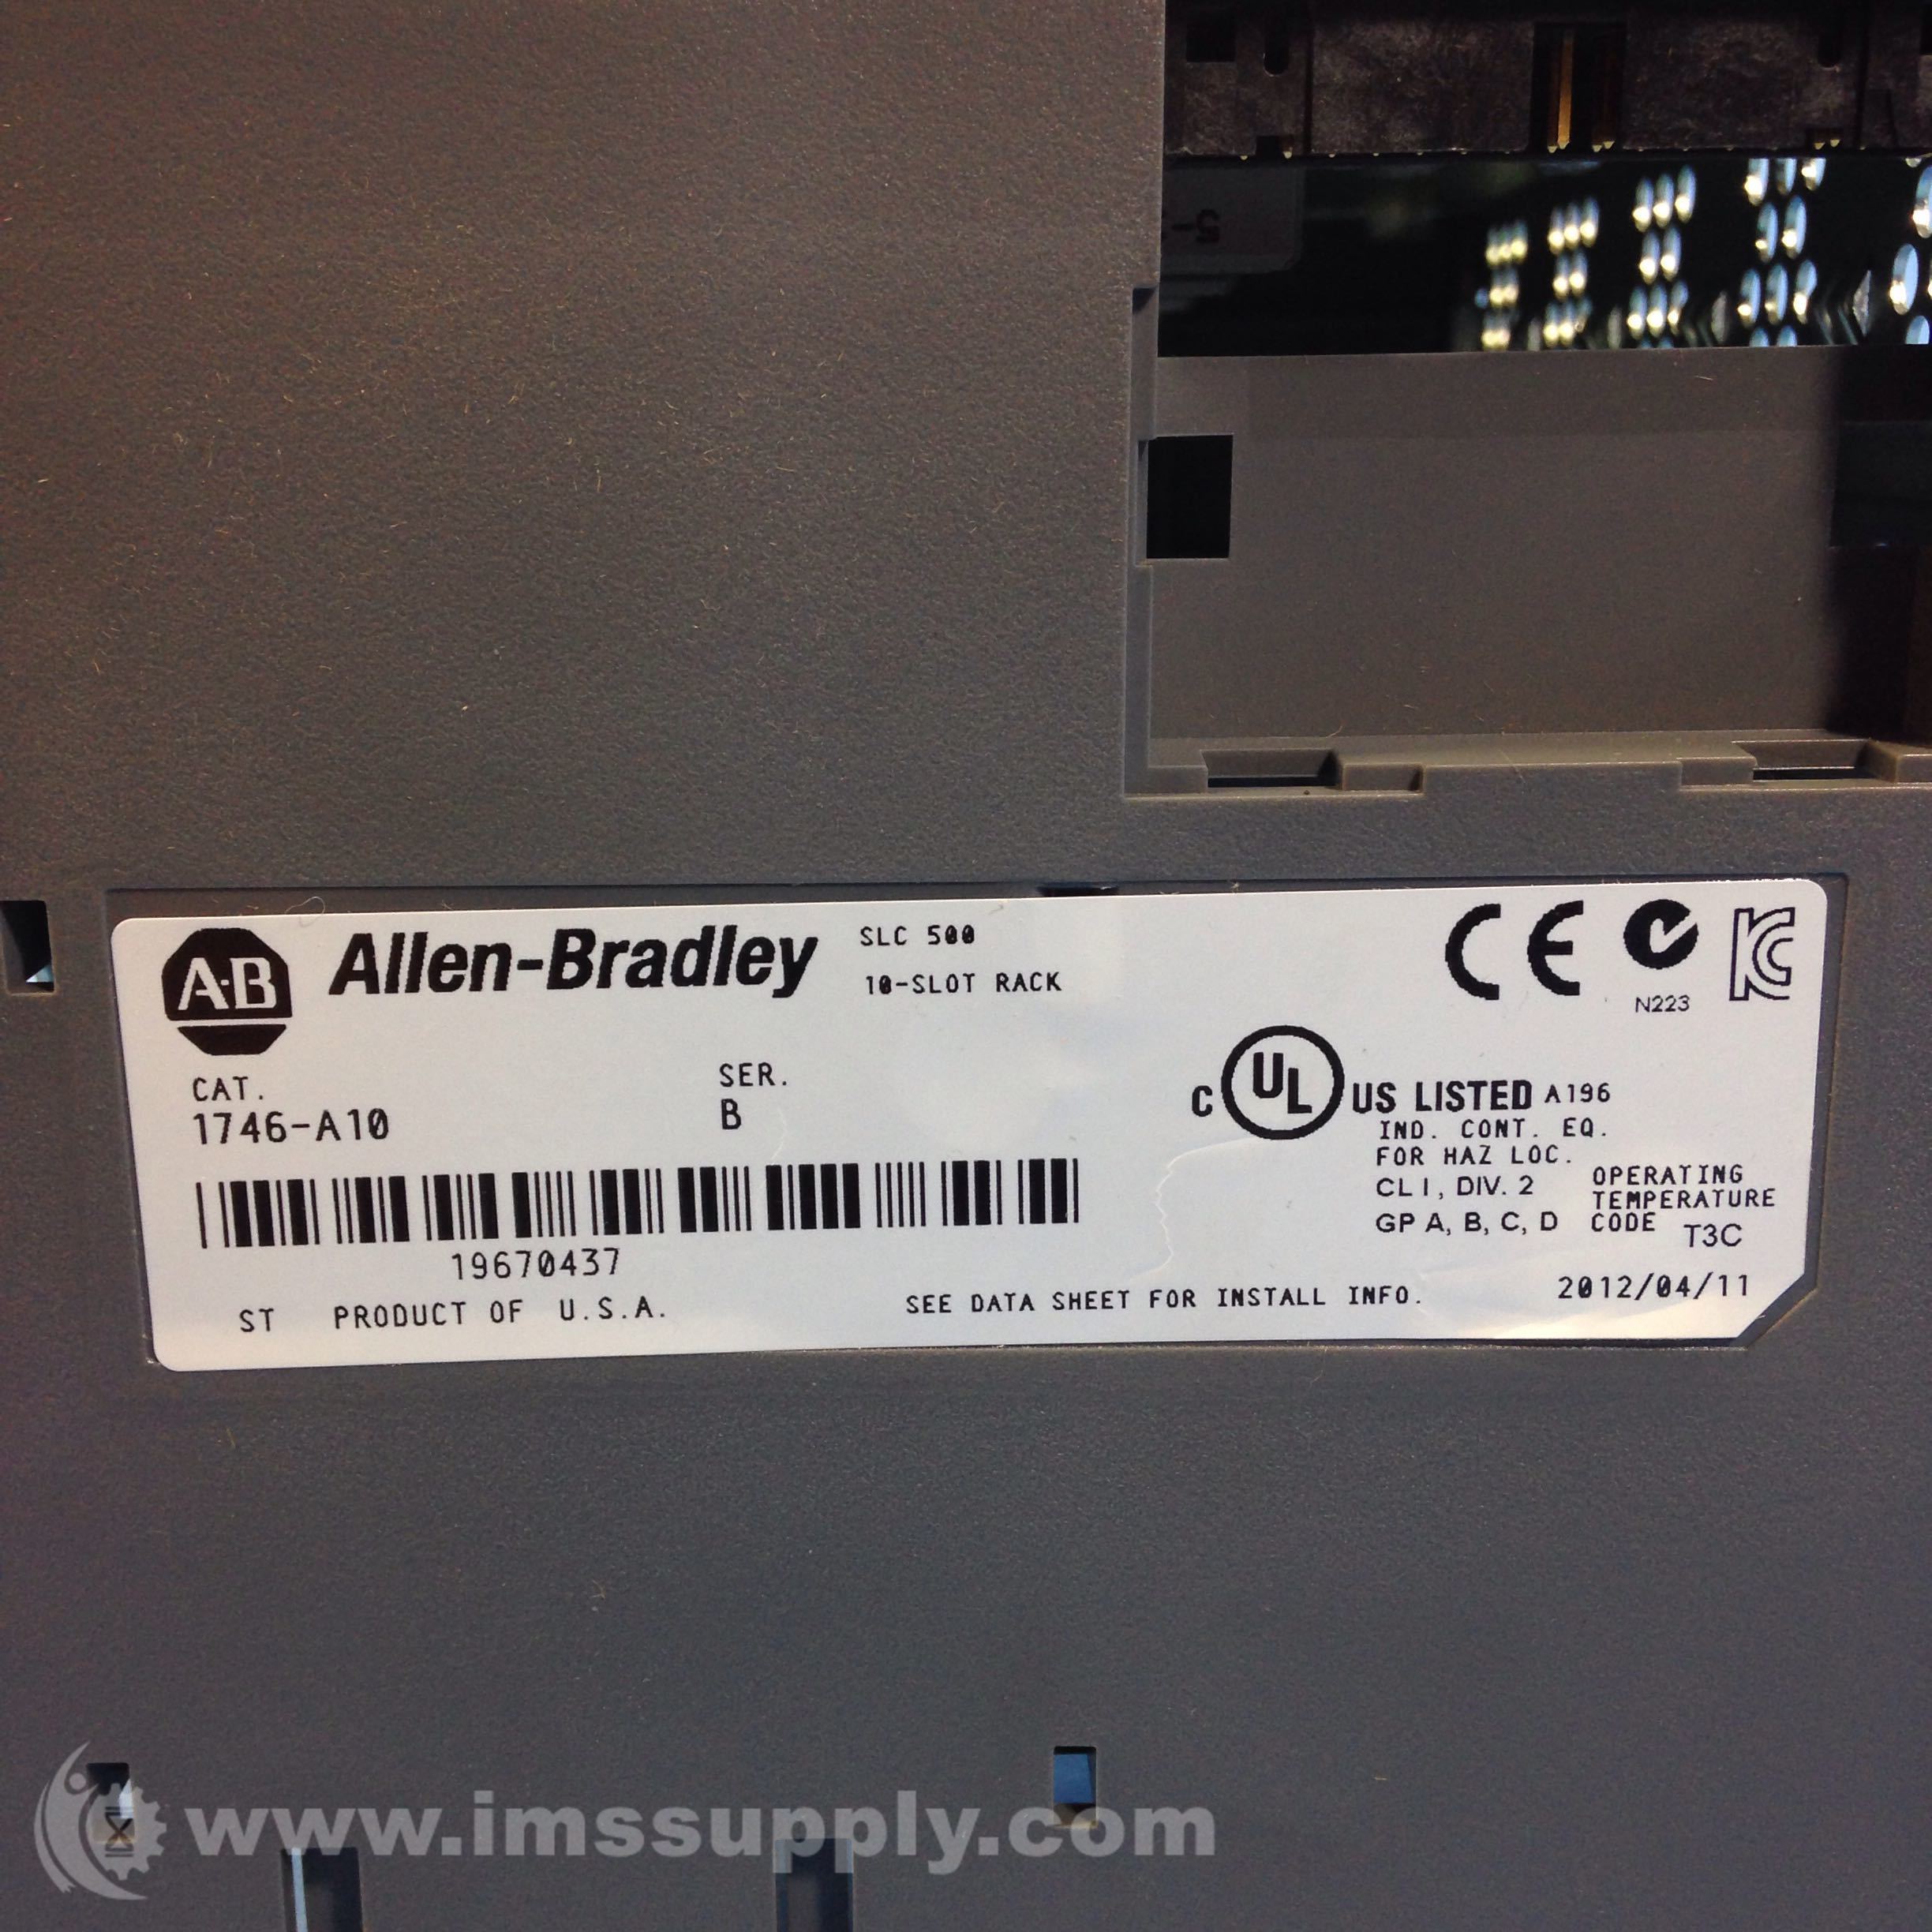 A·B Allen-Bradley SLC 500
10-SLOT RACK
CE N223 KC
CAT. SER.
1746-A10 B
C UL US LISTED A196
IND. CONT. EQ.
FOR HAZ LOC.
CL I, DIV. 2
GP A, B, C, D
OPERATING
TEMPERATURE
CODE T3C
19670437
ST PRODUCT OF U.S.A.
SEE DATA SHEET FOR INSTALL INFO.
2012/04/11
www.imssupply.com